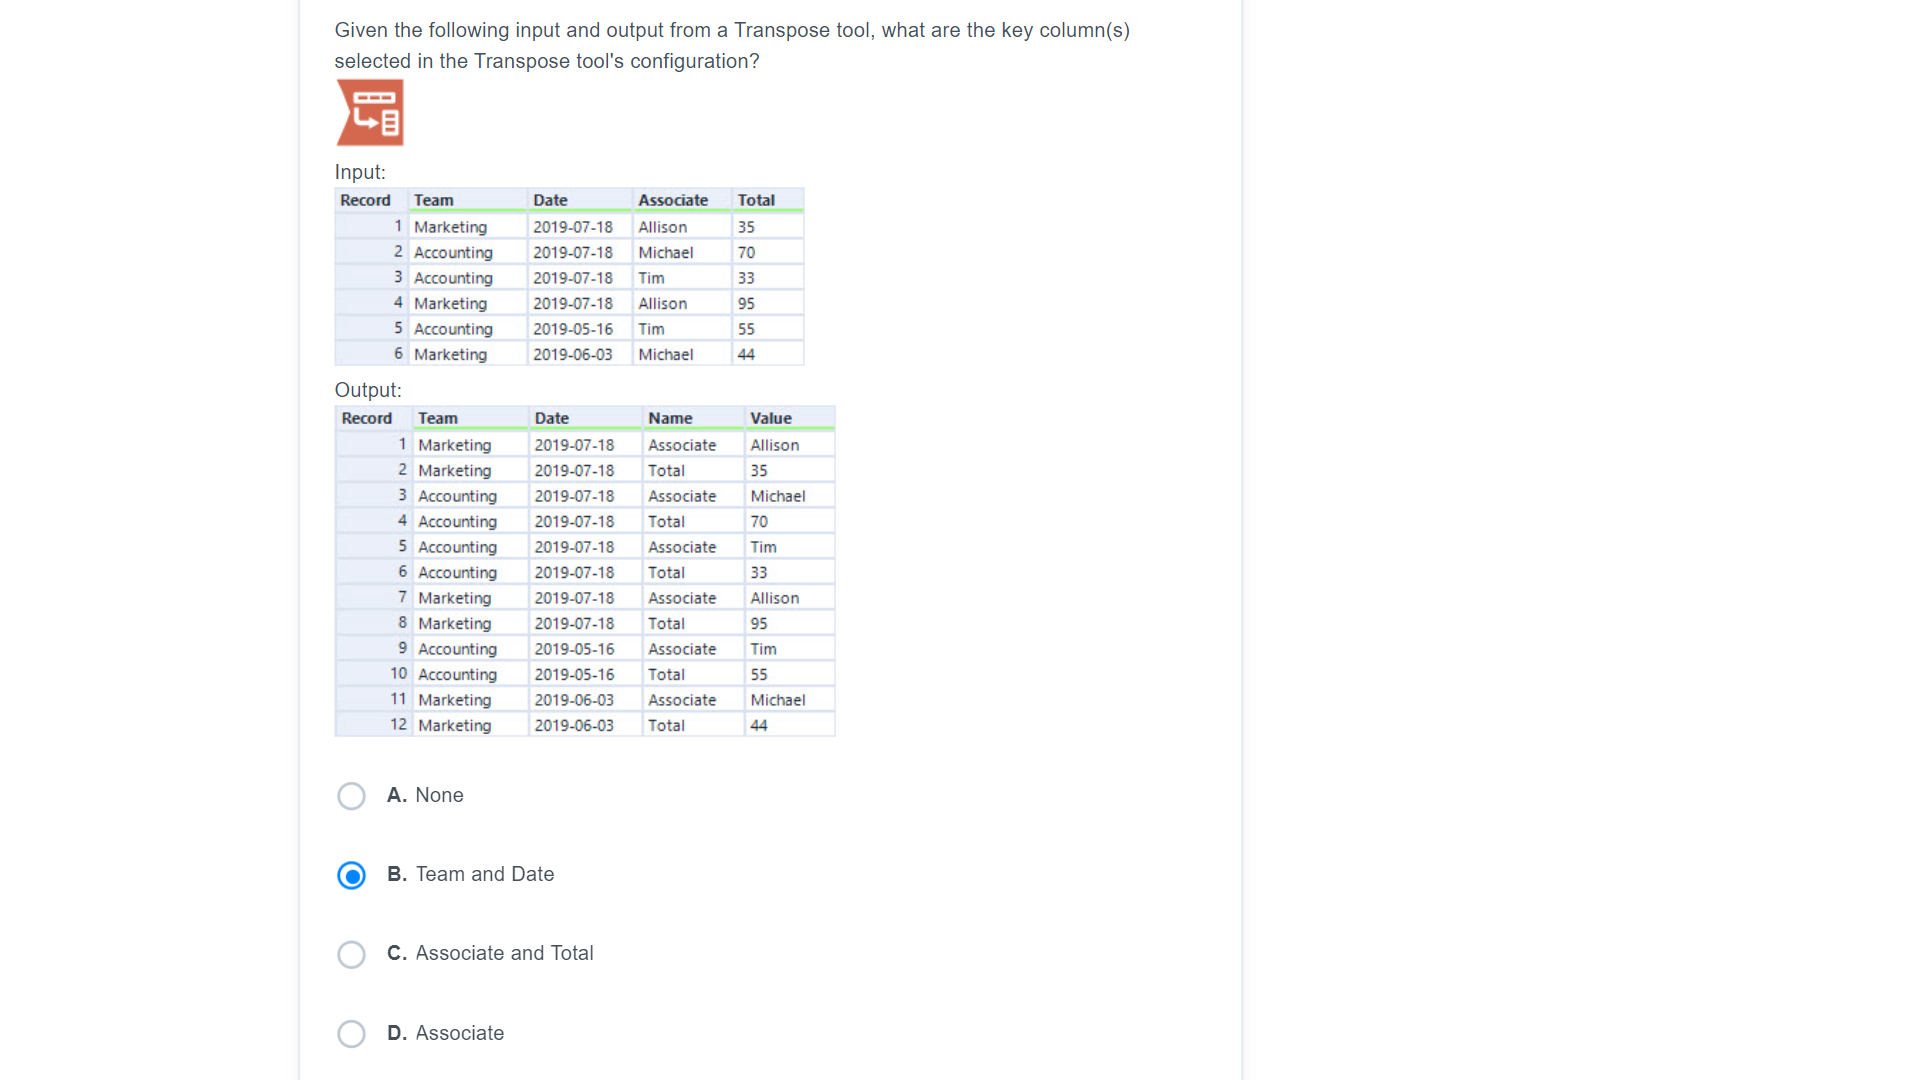 Given the following input and output from a Transpose tool, what are the key column(s)
selected in the Transpose tool's configuration?
Input:
Record Team Date Associate Total
1 Marketing 2019-07-18 Allison 35
2 Accounting 2019-07-18 Michael 70
3 Accounting 2019-07-18 Tim 33
4 Marketing 2019-07-18 Allison 95
5 Accounting 2019-05-16 Tim 55
6 Marketing 2019-06-03 Michael 44
Output:
Record Team Date Name Value
1 Marketing 2019-07-18 Associate Allison
2 Marketing 2019-07-18 Total 35
3 Accounting 2019-07-18 Associate Michael
4 Accounting 2019-07-18 Total 70
5 Accounting 2019-07-18 Associate Tim
6 Accounting 2019-07-18 Total 33
7 Marketing 2019-07-18 Associate Allison
8 Marketing 2019-07-18 Total 95
9 Accounting 2019-05-16 Associate Tim
10 Accounting 2019-05-16 Total 55
11 Marketing 2019-06-03 Associate Michael
12 Marketing 2019-06-03 Total 44
A. None
B. Team and Date
C. Associate and Total
D. Associate